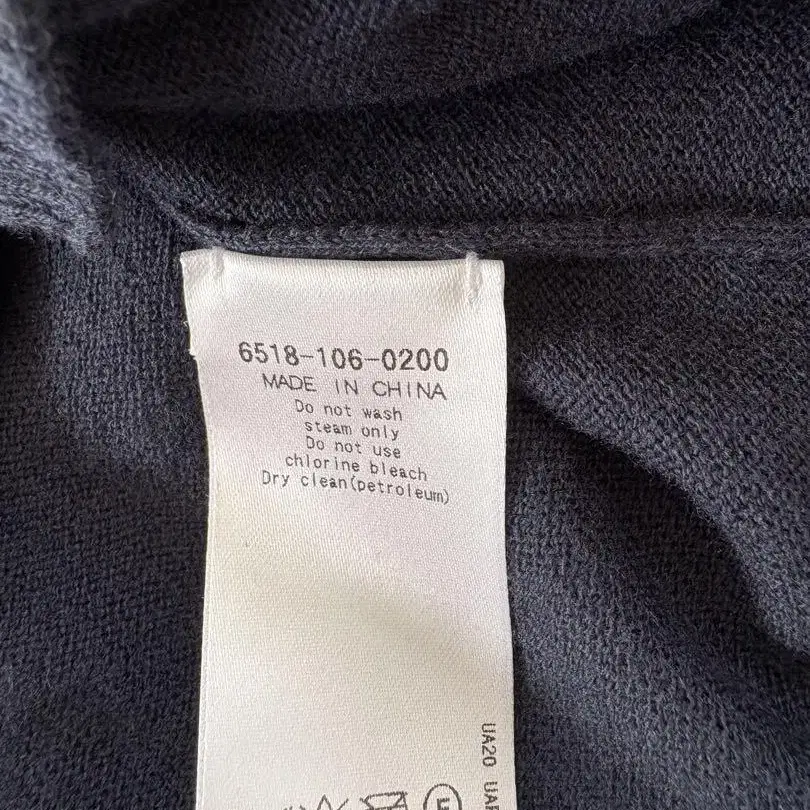 6518-106-0200
MADE IN CHINA
Do not wash
steam only
Do not use
chlorine bleach
Dry clean(petroleum)
UA20